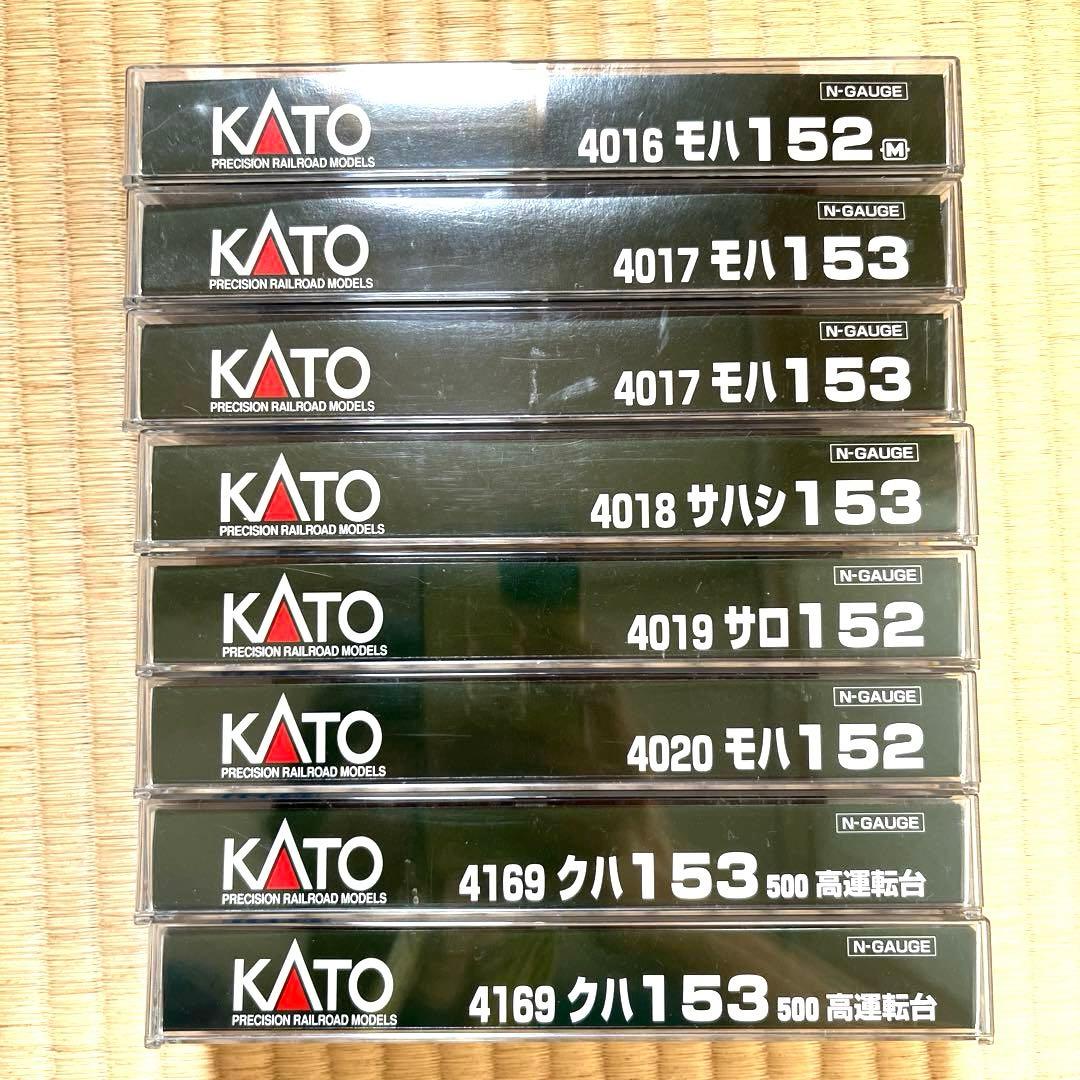 N-GAUGE
KATO
4016 モハ152 M
PRECISION RAILROAD MODELS
N-GAUGE
KATO
4017 モハ153
PRECISION RAILROAD MODELS
N-GAUGE
KATO
4017 モハ153
PRECISION RAILROAD MODELS
N-GAUGE
KATO
4018 サハシ153
PRECISION RAILROAD MODELS
N-GAUGE
KATO
4019 サロ152
PRECISION RAILROAD MODELS
N-GAUGE
KATO
4020 モハ152
PRECISION RAILROAD MODELS
N-GAUGE
KATO
4169 クハ153 500 高運転台
PRECISION RAILROAD MODELS
N-GAUGE
KATO
4169 クハ153 500 高運転台
PRECISION RAILROAD MODELS